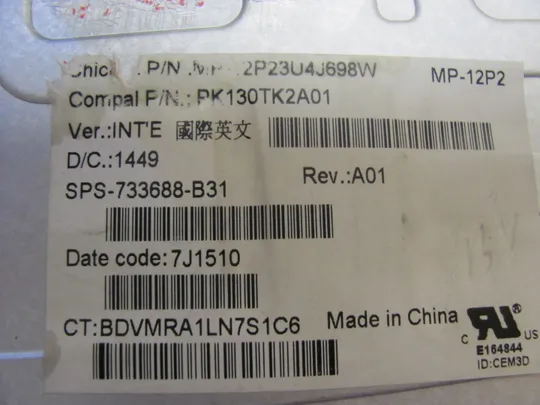 P/N
MP-12P2
Compal P/N.: PK130TK2A01
Ver.:INT'E 國際英文
D/C.:1449
Rev.:A01
SPS-733688-B31
Date code:7J1510
CT:BDVMRA1LN7S1C6
Made in China
C US ®
E164844
ID:CEM3D